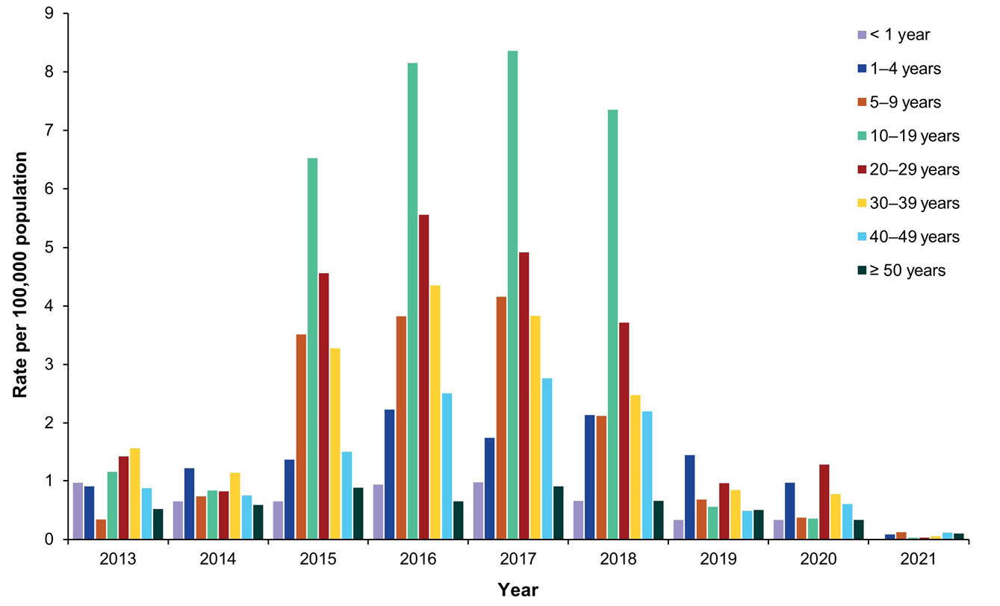 9
8
7
6
5
4
3
2
1
0
Rate per 100,000 population
2013 2014 2015 2016 2017 2018 2019 2020 2021
Year
< 1 year
1–4 years
5–9 years
10–19 years
20–29 years
30–39 years
40–49 years
≥ 50 years